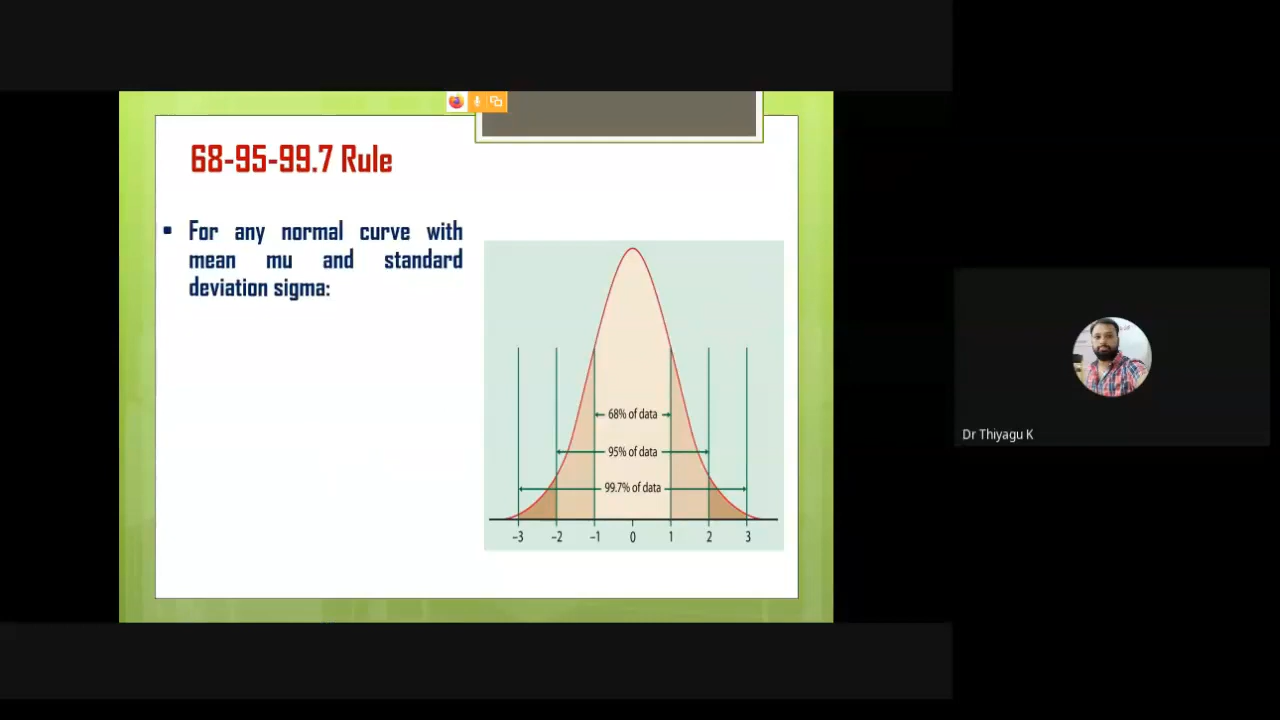 68-95-99.7 Rule
▪ For any normal curve with
mean mu and standard
deviation sigma:
68% of data
95% of data
99.7% of data
–3 –2 –1 0 1 2 3
Dr Thiyagu K